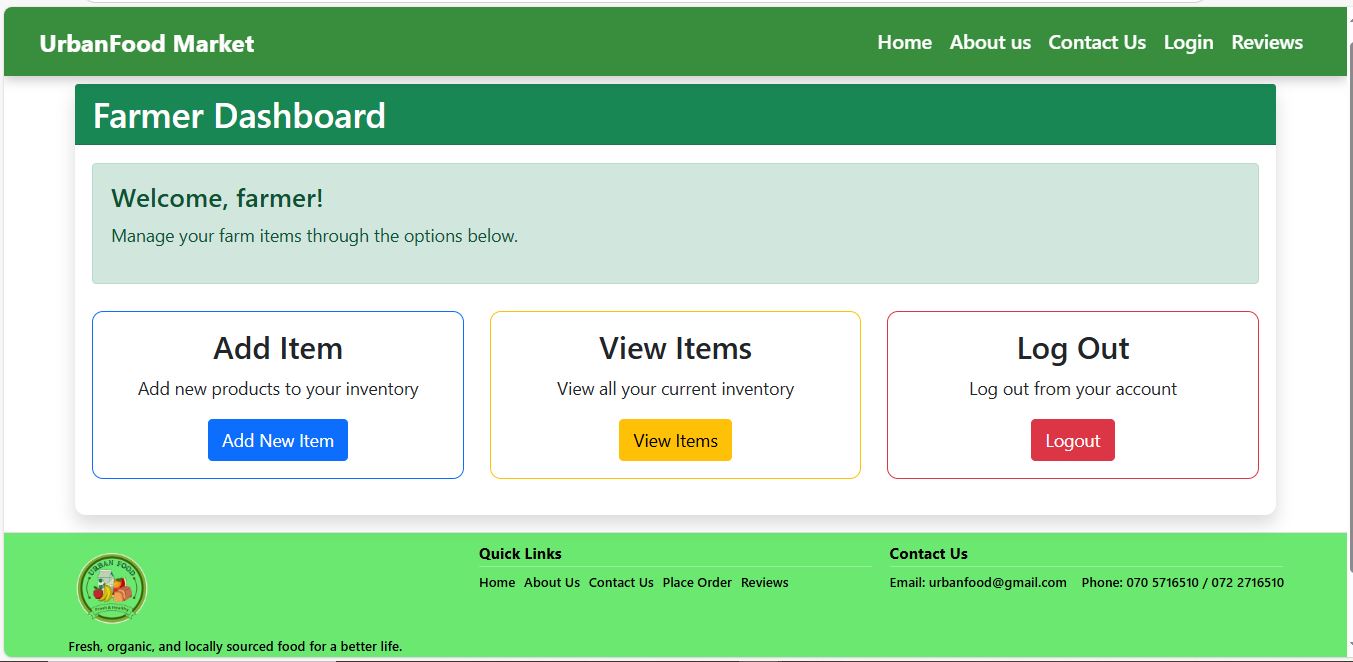 UrbanFood Market
Home About us Contact Us Login Reviews
Farmer Dashboard
Welcome, farmer!
Manage your farm items through the options below.
Add Item
Add new products to your inventory
Add New Item
View Items
View all your current inventory
View Items
Log Out
Log out from your account
Logout
URBAN FOOD
Fresh & Healthy
Fresh, organic, and locally sourced food for a better life.
Quick Links
Home About Us Contact Us Place Order Reviews
Contact Us
Email: urbanfood@gmail.com Phone: 070 5716510 / 072 2716510